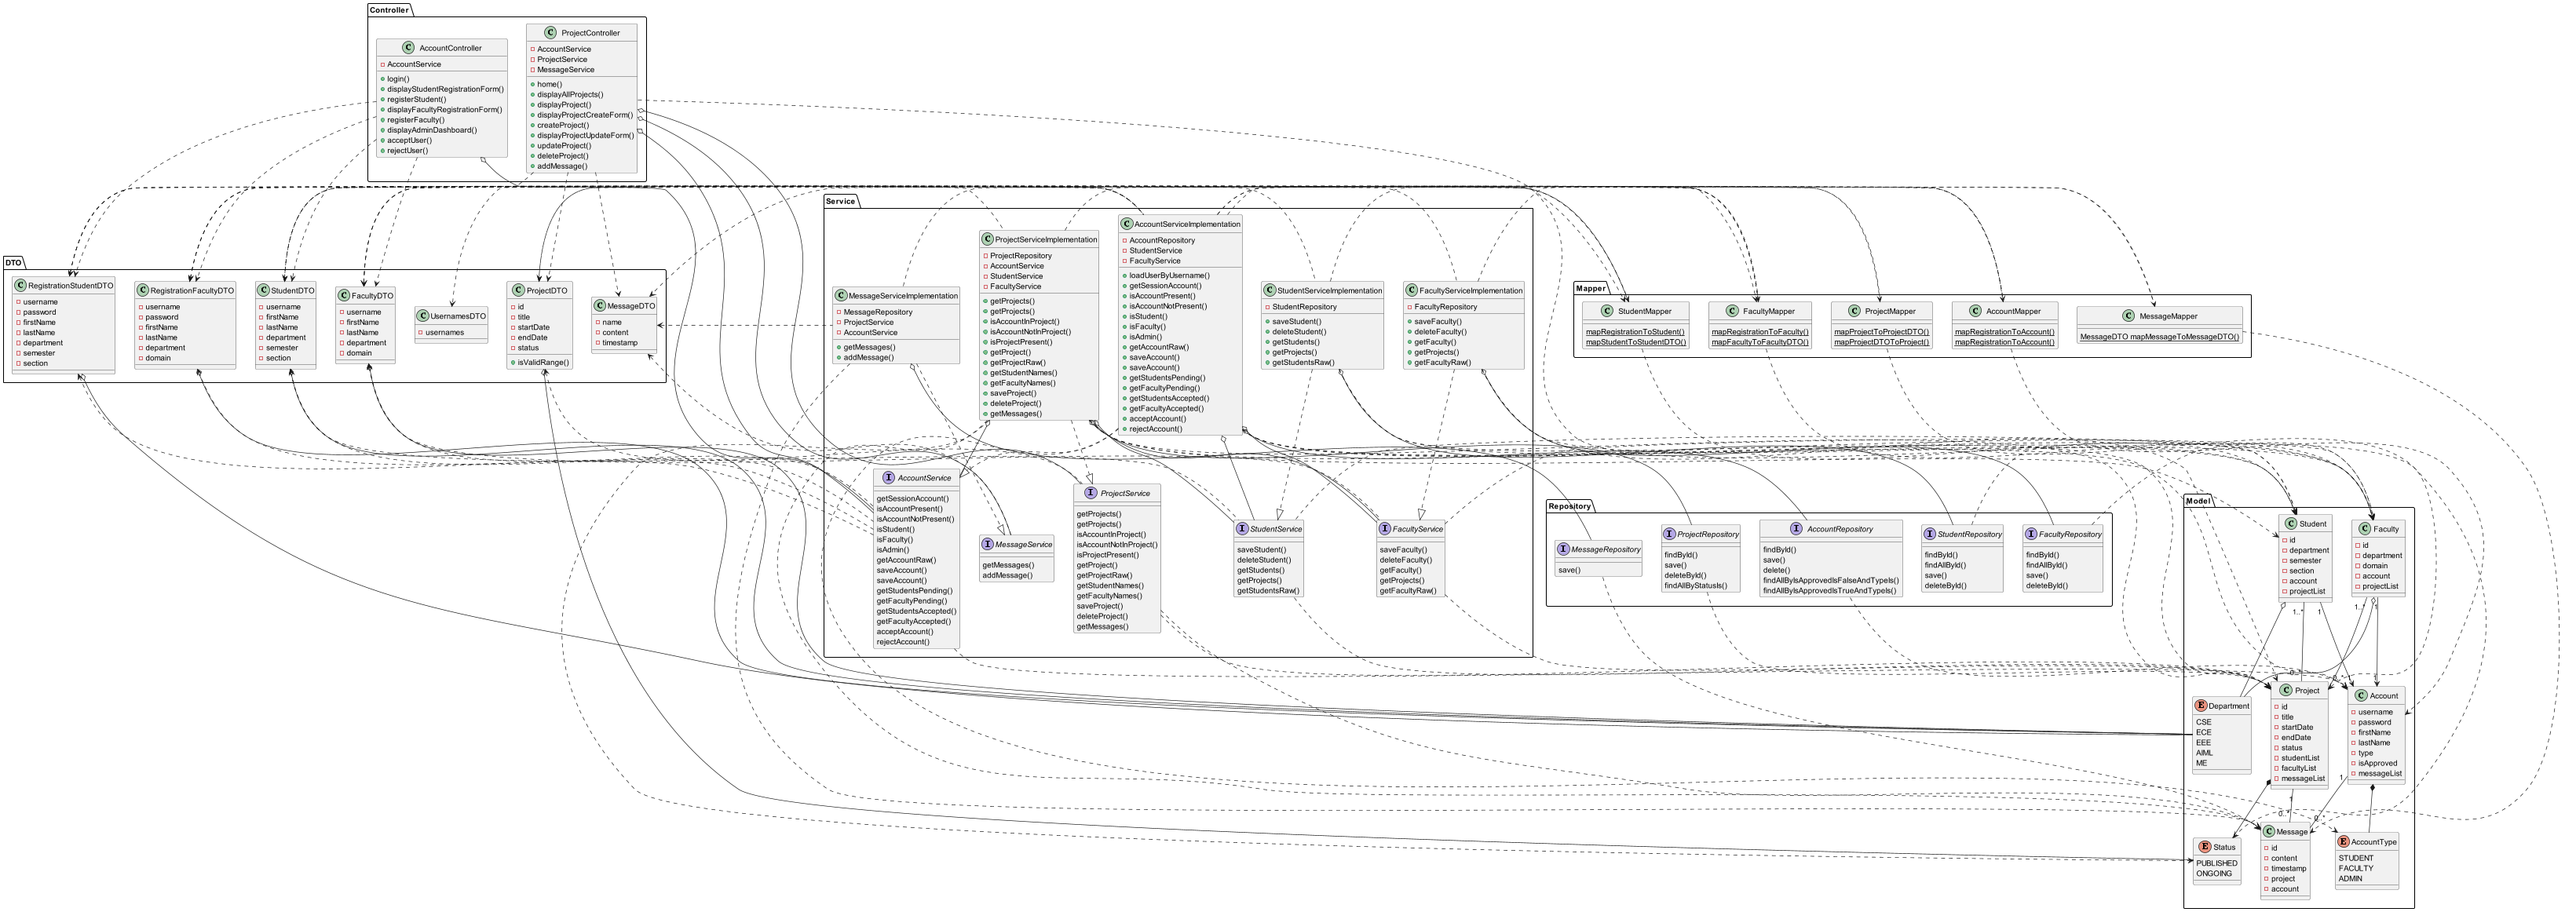 Controller
C AccountController
AccountService
login()
displayStudentRegistrationForm()
registerStudent()
displayFacultyRegistrationForm()
registerFaculty()
displayAdminDashboard()
acceptUser()
rejectUser()
C ProjectController
AccountService
ProjectService
MessageService
home()
displayAllProjects()
displayProject()
displayProjectCreateForm()
createProject()
displayProjectUpdateForm()
updateProject()
deleteProject()
addMessage()
DTO
C RegistrationStudentDTO
username
password
firstName
lastName
department
semester
section
C RegistrationFacultyDTO
username
password
firstName
lastName
department
domain
C StudentDTO
username
firstName
lastName
department
semester
section
C FacultyDTO
username
firstName
lastName
department
domain
C UsernamesDTO
usernames
C ProjectDTO
id
title
startDate
endDate
status
isValidRange()
C MessageDTO
name
content
timestamp
Service
C MessageServiceImplementation
MessageRepository
ProjectService
AccountService
getMessages()
addMessage()
C ProjectServiceImplementation
ProjectRepository
AccountService
StudentService
FacultyService
getProjects()
getProjects()
isAccountInProject()
isAccountNotInProject()
isProjectPresent()
getProject()
getProjectRaw()
getStudentNames()
getFacultyNames()
saveProject()
deleteProject()
getMessages()
C AccountServiceImplementation
AccountRepository
StudentService
FacultyService
loadUserByUsername()
getSessionAccount()
isAccountPresent()
isAccountNotPresent()
isStudent()
isFaculty()
isAdmin()
getAccountRaw()
saveAccount()
saveAccount()
getStudentsPending()
getFacultyPending()
getStudentsAccepted()
getFacultyAccepted()
acceptAccount()
rejectAccount()
C StudentServiceImplementation
StudentRepository
saveStudent()
deleteStudent()
getStudents()
getProjects()
getStudentsRaw()
C FacultyServiceImplementation
FacultyRepository
saveFaculty()
deleteFaculty()
getFaculty()
getProjects()
getFacultyRaw()
I AccountService
getSessionAccount()
isAccountPresent()
isAccountNotPresent()
isStudent()
isFaculty()
isAdmin()
getAccountRaw()
saveAccount()
saveAccount()
getStudentsPending()
getFacultyPending()
getStudentsAccepted()
getFacultyAccepted()
acceptAccount()
rejectAccount()
I MessageService
getMessages()
addMessage()
I ProjectService
getProjects()
getProjects()
isAccountInProject()
isAccountNotInProject()
isProjectPresent()
getProject()
getProjectRaw()
getStudentNames()
getFacultyNames()
saveProject()
deleteProject()
getMessages()
I StudentService
saveStudent()
deleteStudent()
getStudents()
getProjects()
getStudentsRaw()
I FacultyService
saveFaculty()
deleteFaculty()
getFaculty()
getProjects()
getFacultyRaw()
Mapper
C StudentMapper
mapRegistrationToStudent()
mapStudentToStudentDTO()
C FacultyMapper
mapRegistrationToFaculty()
mapFacultyToFacultyDTO()
C ProjectMapper
mapProjectToProjectDTO()
mapProjectDTOToProject()
C AccountMapper
mapRegistrationToAccount()
mapRegistrationToAccount()
C MessageMapper
MessageDTO mapMessageToMessageDTO()
Repository
I MessageRepository
save()
I ProjectRepository
findById()
save()
deleteById()
findAllByStatusIs()
I AccountRepository
findById()
save()
delete()
findAllByIsApprovedIsFalseAndTypeIs()
findAllByIsApprovedIsTrueAndTypeIs()
I StudentRepository
findById()
findAllById()
save()
deleteById()
I FacultyRepository
findById()
findAllById()
save()
deleteById()
Model
C Student
id
department
semester
section
account
projectList
C Faculty
id
department
domain
account
projectList
1..*
1
1..*
1
E Department
CSE
ECE
EEE
AIML
ME
C Project
id
title
startDate
endDate
status
studentList
facultyList
messageList
C Account
username
password
firstName
lastName
type
isApproved
messageList
1
1
E Status
PUBLISHED
ONGOING
C Message
id
content
timestamp
project
account
E AccountType
STUDENT
FACULTY
ADMIN